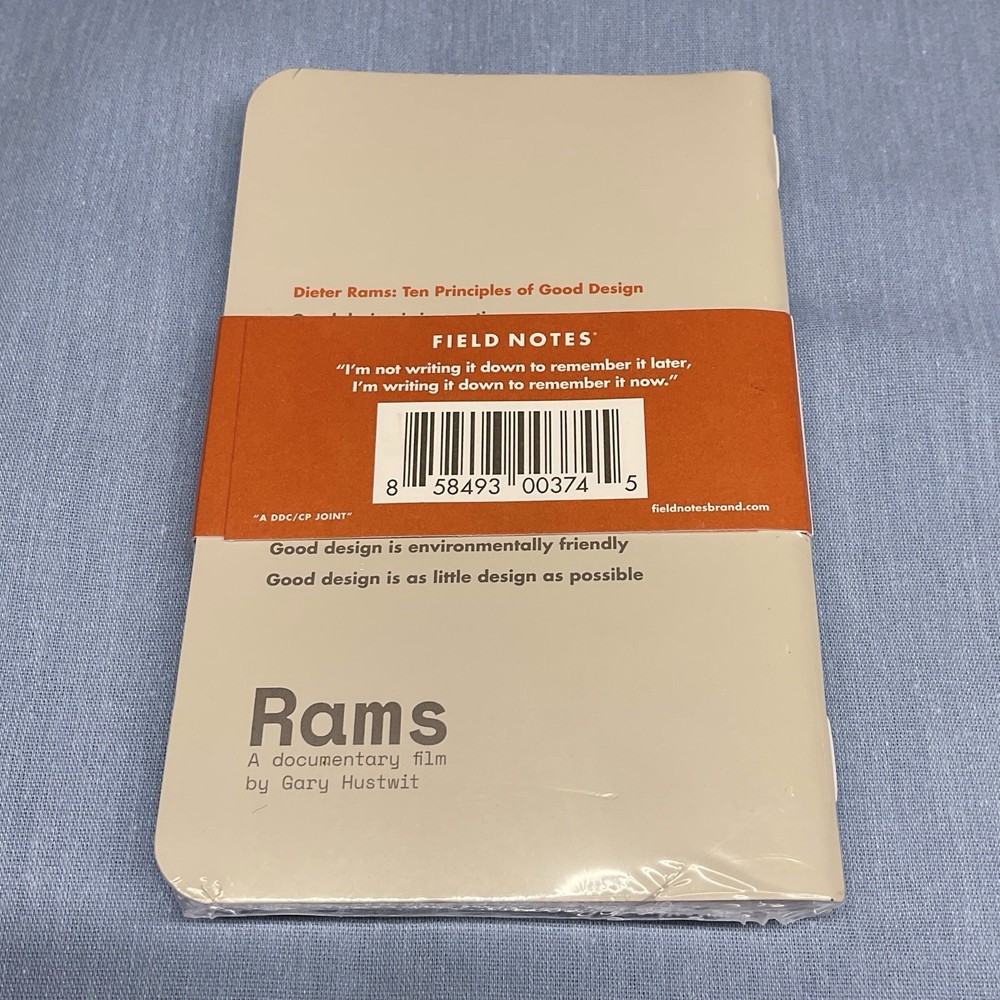 Dieter Rams: Ten Principles of Good Design
FIELD NOTES
“I’m not writing it down to remember it later,
I’m writing it down to remember it now.”
8 58493 00374 5
“A DDC/CP JOINT”
fieldnotesbrand.com
Good design is environmentally friendly
Good design is as little design as possible
Rams
A documentary film
by Gary Hustwit